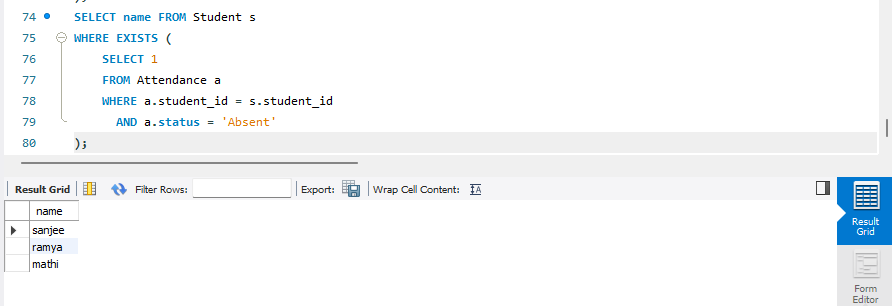 );
74 SELECT name FROM Student s
75 WHERE EXISTS (
76 SELECT 1
77 FROM Attendance a
78 WHERE a.student_id = s.student_id
79 AND a.status = 'Absent'
80 );
Result Grid Filter Rows: Export: Wrap Cell Content: IA
name
sanjee
ramya
mathi
Result
Grid
Form
Editor